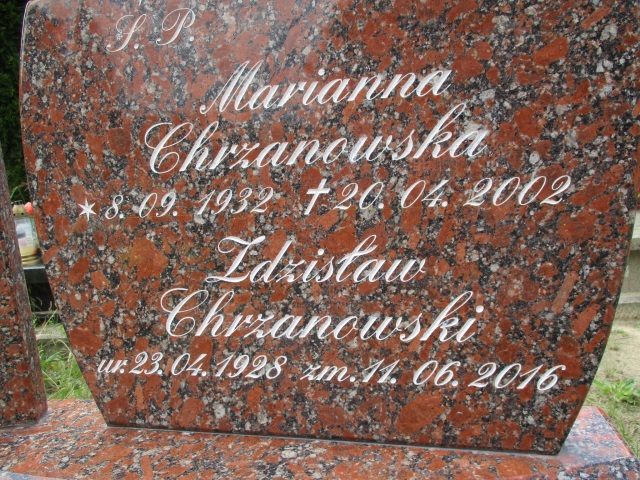 Ś. P.
Marianna
Chrzanowska
* 8. 09. 1932 † 20. 04. 2002
Zdzisław
Chrzanowski
ur. 23. 04. 1928 zm. 11. 06. 2016